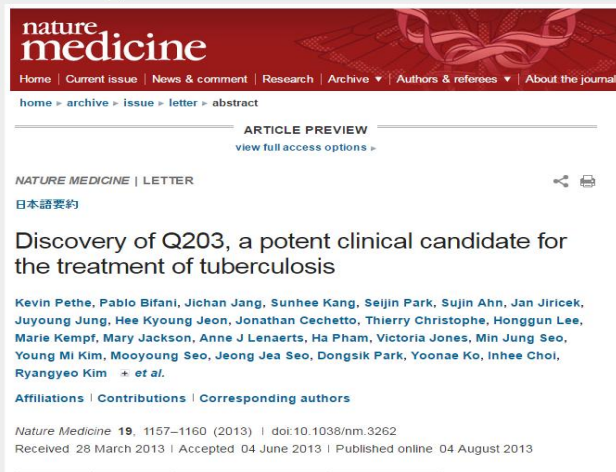 nature
medicine
Home | Current issue | News & comment | Research | Archive ▼ | Authors & referees ▼ | About the journal
home ▸ archive ▸ issue ▸ letter ▸ abstract
ARTICLE PREVIEW
view full access options ▸
NATURE MEDICINE | LETTER
日本語要約
Discovery of Q203, a potent clinical candidate for
the treatment of tuberculosis
Kevin Pethe, Pablo Bifani, Jichan Jang, Sunhee Kang, Seijin Park, Sujin Ahn, Jan Jiricek,
Juyoung Jung, Hee Kyoung Jeon, Jonathan Cechetto, Thierry Christophe, Honggun Lee,
Marie Kempf, Mary Jackson, Anne J Lenaerts, Ha Pham, Victoria Jones, Min Jung Seo,
Young Mi Kim, Mooyoung Seo, Jeong Jea Seo, Dongsik Park, Yoonae Ko, Inhee Choi,
Ryangyeo Kim + et al.
Affiliations | Contributions | Corresponding authors
Nature Medicine 19, 1157–1160 (2013) | doi:10.1038/nm.3262
Received 28 March 2013 | Accepted 04 June 2013 | Published online 04 August 2013